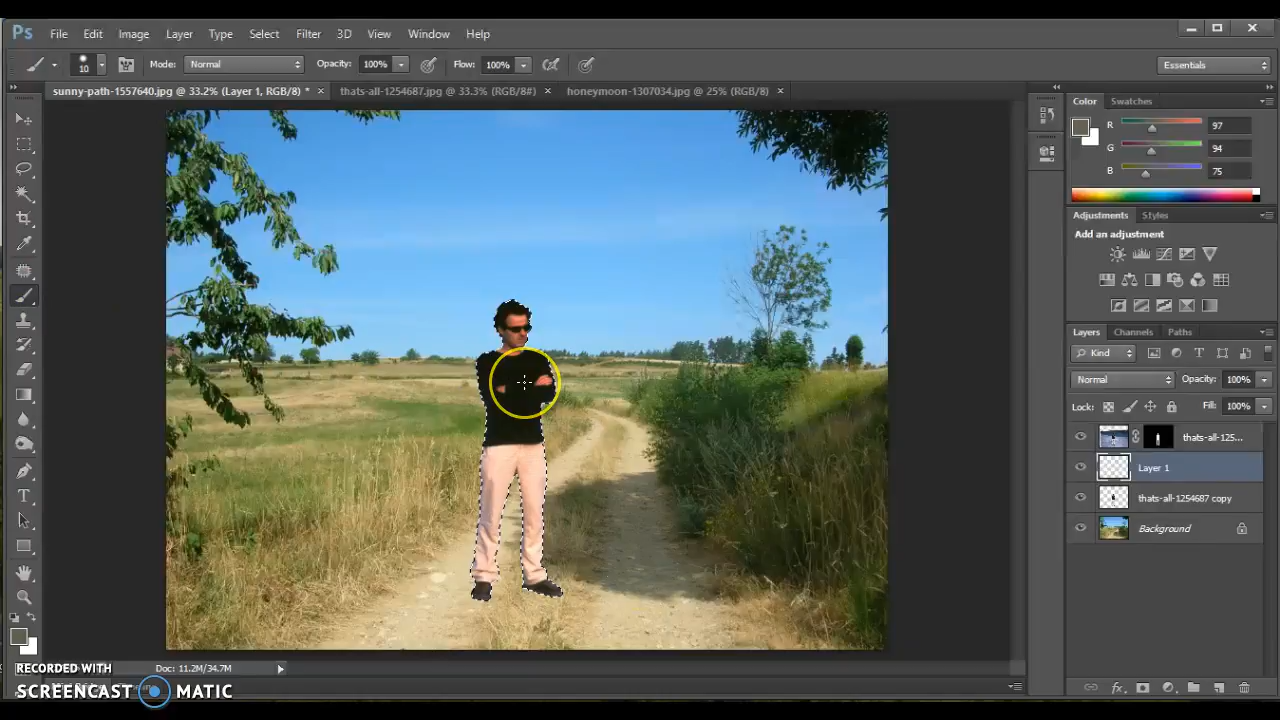 Ps File Edit Image Layer Type Select Filter 3D View Window Help
10 Mode: Normal Opacity: 100% Flow: 100% Essentials
sunny-path-1557640.jpg @ 33.2% (Layer 1, RGB/8) * × thats-all-1254687.jpg @ 33.3% (RGB/8#) × honeymoon-1307034.jpg @ 25% (RGB/8) ×
Color Swatches
R 97
G 94
B 75
Adjustments Styles
Add an adjustment
Layers Channels Paths
Kind
Normal Opacity: 100%
Lock: Fill: 100%
thats-all-125...
Layer 1
thats-all-1254687 copy
Background
Doc: 11.2M/34.7M
RECORDED WITH
SCREENCAST MATIC